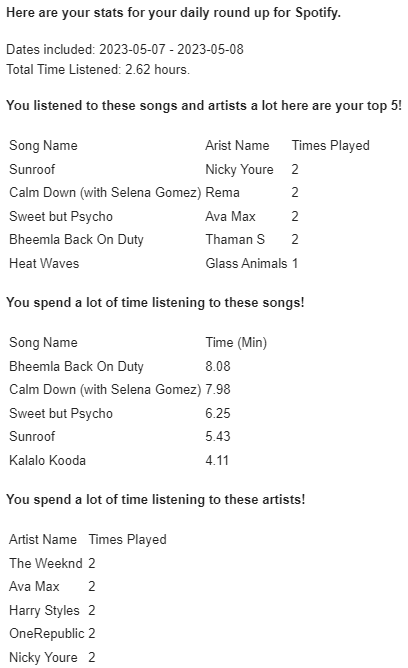 Here are your stats for your daily round up for Spotify.
Dates included: 2023-05-07 - 2023-05-08
Total Time Listened: 2.62 hours.
You listened to these songs and artists a lot here are your top 5!
Song Name Arist Name Times Played
Sunroof Nicky Youre 2
Calm Down (with Selena Gomez) Rema 2
Sweet but Psycho Ava Max 2
Bheemla Back On Duty Thaman S 2
Heat Waves Glass Animals 1
You spend a lot of time listening to these songs!
Song Name Time (Min)
Bheemla Back On Duty 8.08
Calm Down (with Selena Gomez) 7.98
Sweet but Psycho 6.25
Sunroof 5.43
Kalalo Kooda 4.11
You spend a lot of time listening to these artists!
Artist Name Times Played
The Weeknd 2
Ava Max 2
Harry Styles 2
OneRepublic 2
Nicky Youre 2